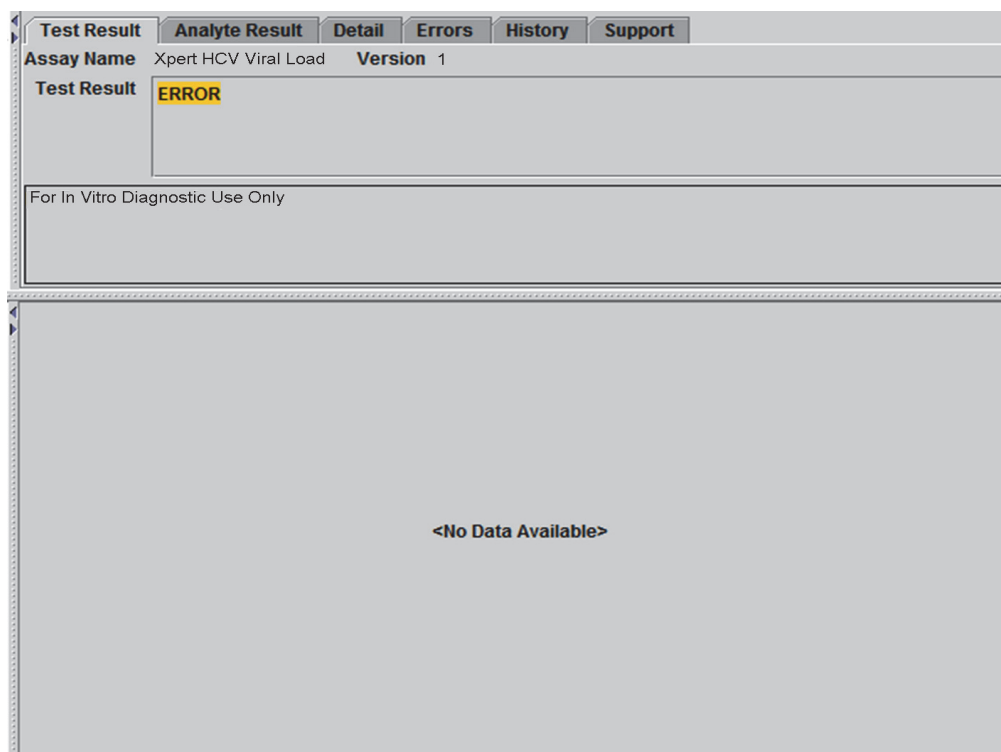 Test Result Analyte Result Detail Errors History Support
Assay Name Xpert HCV Viral Load Version 1
Test Result ERROR
For In Vitro Diagnostic Use Only
<No Data Available>